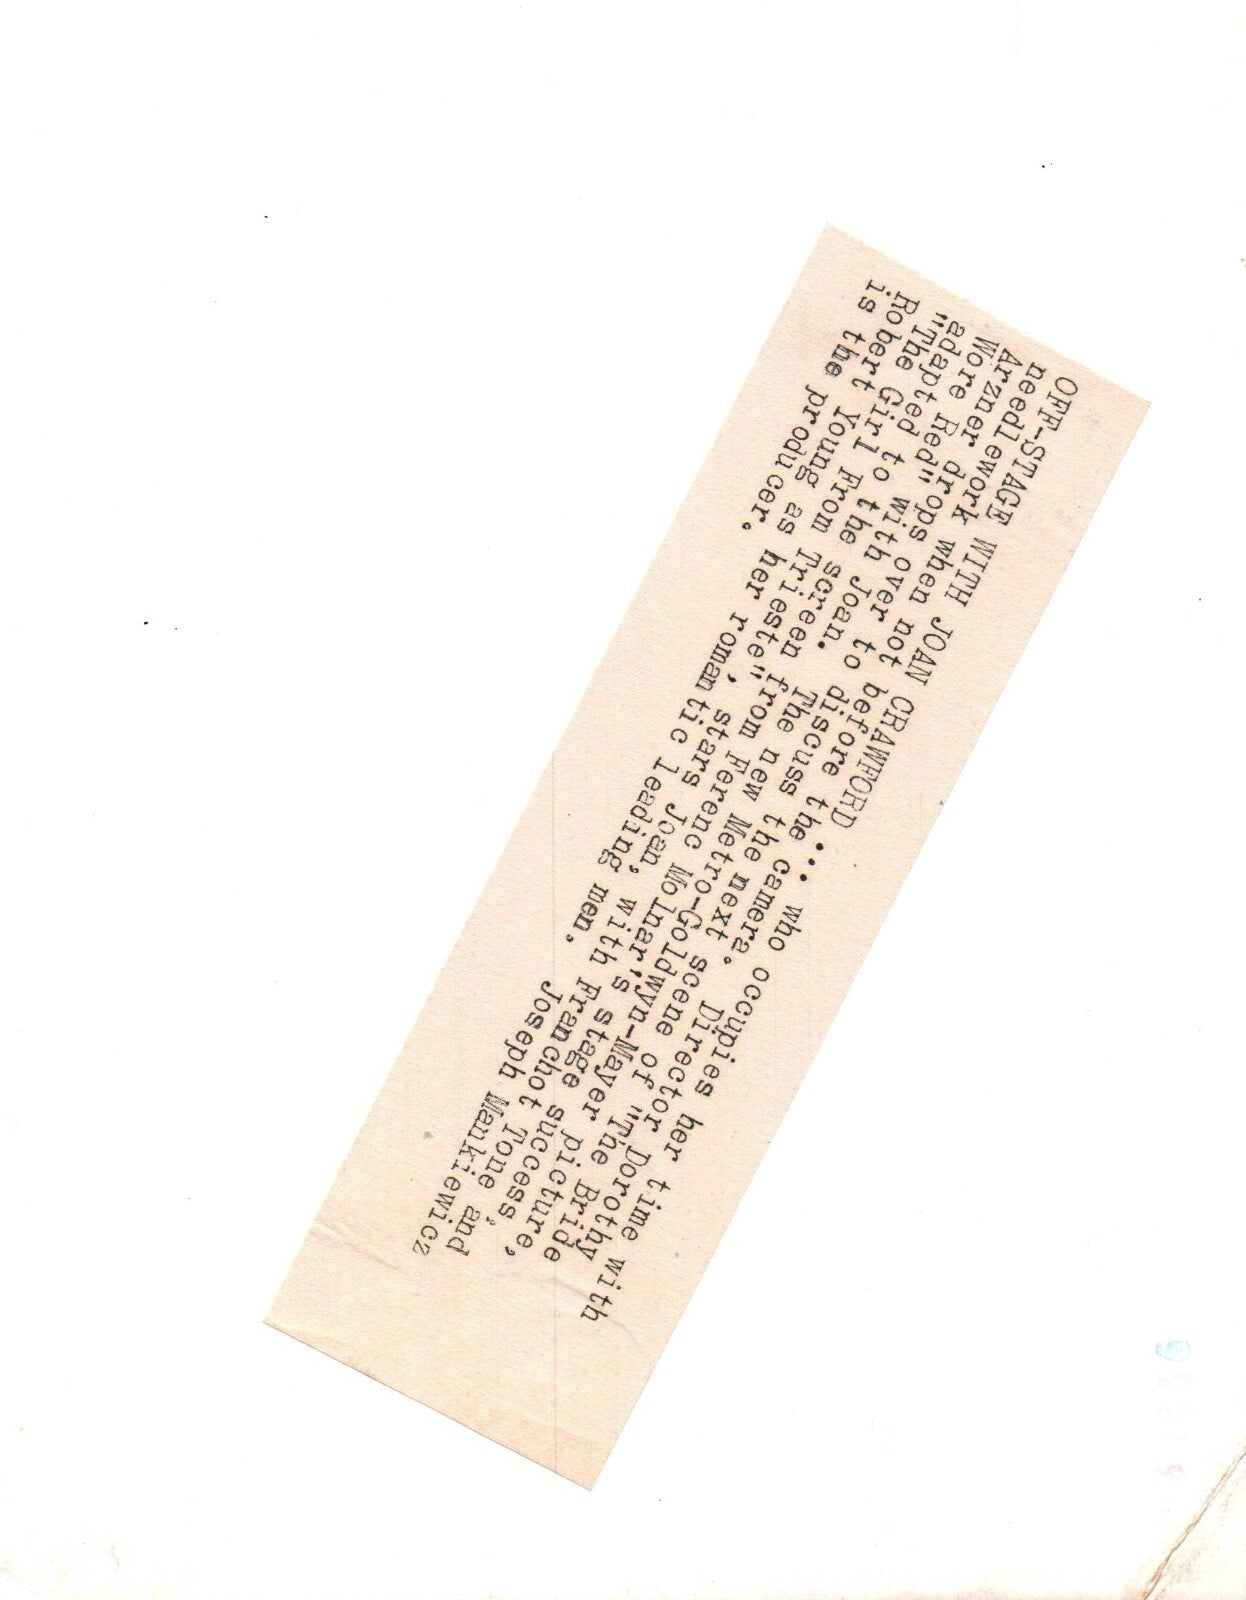 OFF-STAGE WITH JOAN CRAWFORD ... who occupies her time with
needlework when not before the camera. Director Dorothy
Arzner drops over to discuss the next scene of "The Bride
Wore Red" with Joan. The new Metro-Goldwyn-Mayer picture,
adapted to the screen from Ferenc Molnar's stage success,
"The Girl From Trieste", stars Joan, with Franchot Tone and
Robert Young as her romantic leading men. Joseph Mankiewicz
is the producer.